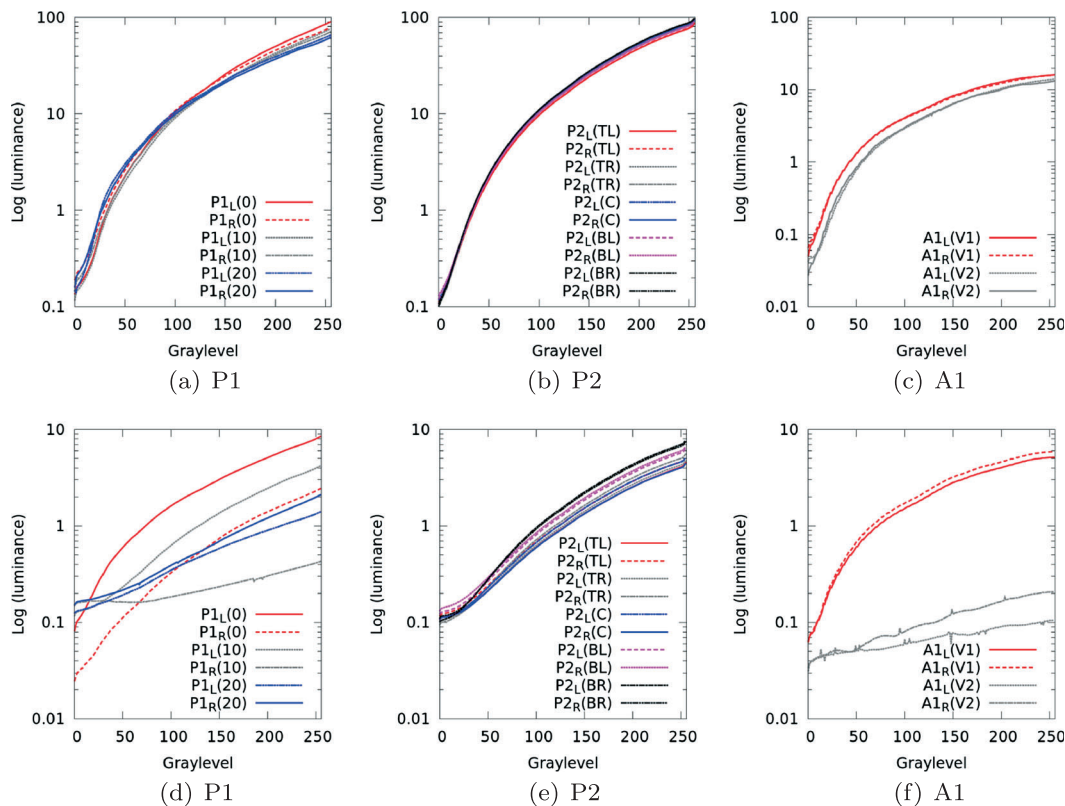 100
10
1
0.1
Log (luminance)
0 50 100 150 200 250
Graylevel
P1L(0)
P1R(0)
P1L(10)
P1R(10)
P1L(20)
P1R(20)
(a) P1
100
10
1
0.1
Log (luminance)
0 50 100 150 200 250
Graylevel
P2L(TL)
P2R(TL)
P2L(TR)
P2R(TR)
P2L(C)
P2R(C)
P2L(BL)
P2R(BL)
P2L(BR)
P2R(BR)
(b) P2
100
10
1
0.1
0.01
Log (luminance)
0 50 100 150 200 250
Graylevel
A1L(V1)
A1R(V1)
A1L(V2)
A1R(V2)
(c) A1
10
1
0.1
0.01
Log (luminance)
0 50 100 150 200 250
Graylevel
P1L(0)
P1R(0)
P1L(10)
P1R(10)
P1L(20)
P1R(20)
(d) P1
10
1
0.1
0.01
Log (luminance)
0 50 100 150 200 250
Graylevel
P2L(TL)
P2R(TL)
P2L(TR)
P2R(TR)
P2L(C)
P2R(C)
P2L(BL)
P2R(BL)
P2L(BR)
P2R(BR)
(e) P2
10
1
0.1
0.01
Log (luminance)
0 50 100 150 200 250
Graylevel
A1L(V1)
A1R(V1)
A1L(V2)
A1R(V2)
(f) A1